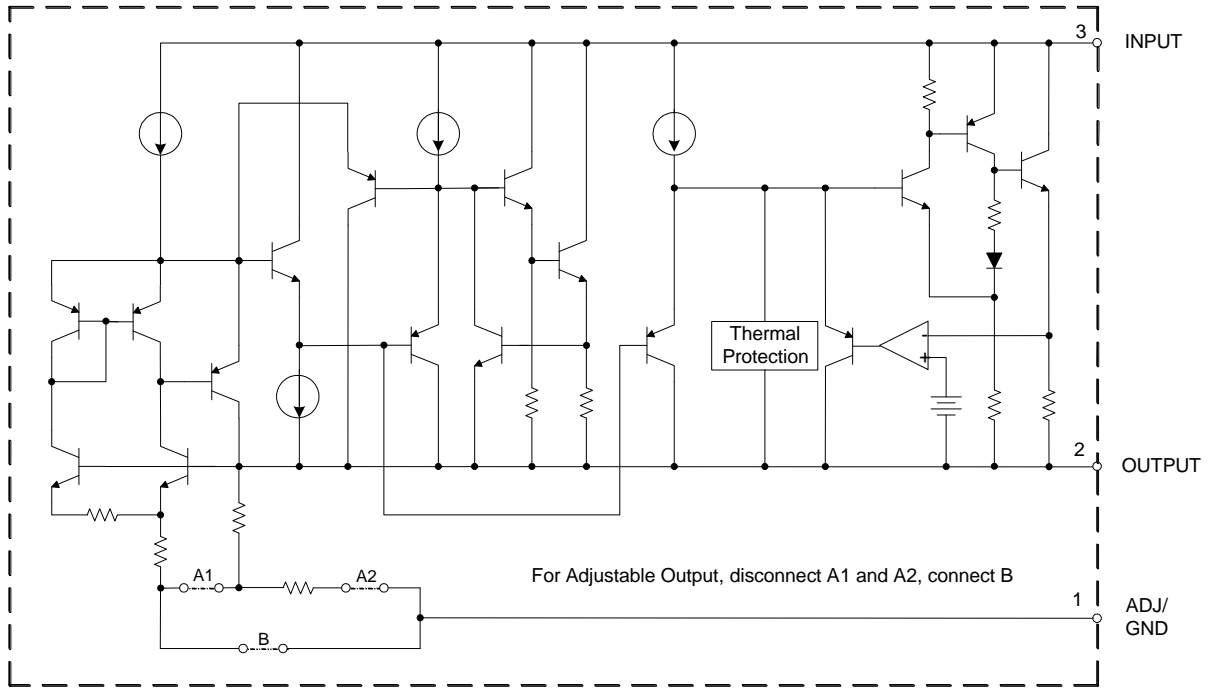 3
INPUT
Thermal
Protection
-
+
2
OUTPUT
A1
A2
For Adjustable Output, disconnect A1 and A2, connect B
1
ADJ/
GND
B